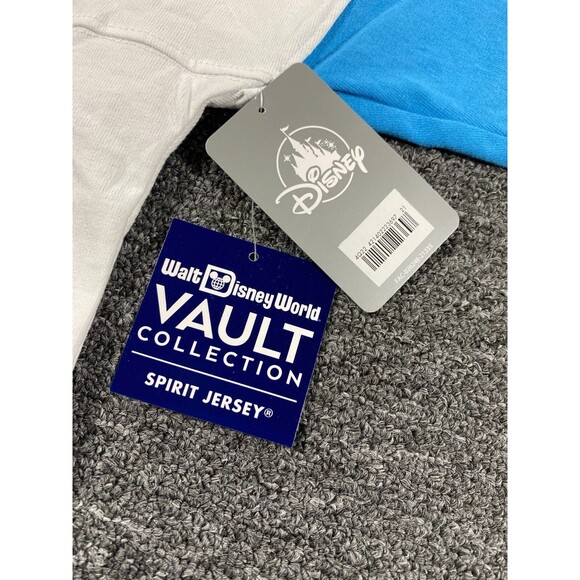 Disney
Walt Disney World
VAULT
COLLECTION
SPIRIT JERSEY®